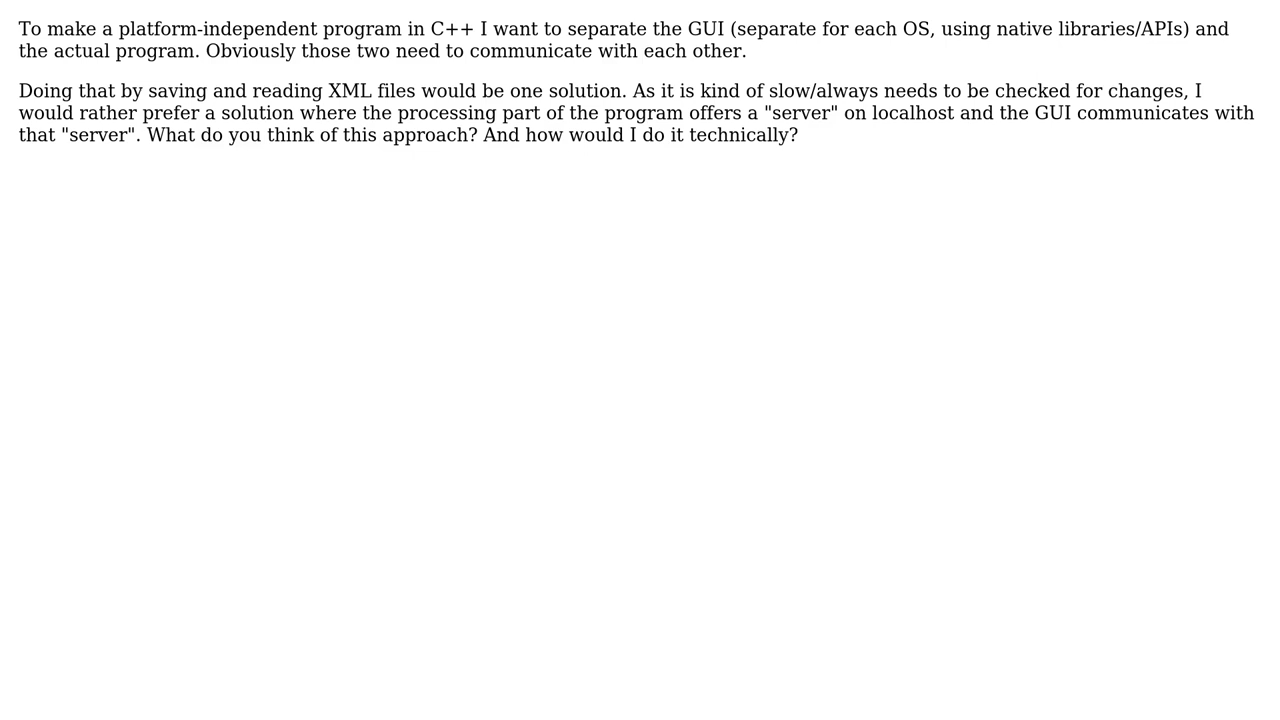 To make a platform-independent program in C++ I want to separate the GUI (separate for each OS, using native libraries/APIs) and
the actual program. Obviously those two need to communicate with each other.
Doing that by saving and reading XML files would be one solution. As it is kind of slow/always needs to be checked for changes, I
would rather prefer a solution where the processing part of the program offers a "server" on localhost and the GUI communicates with
that "server". What do you think of this approach? And how would I do it technically?